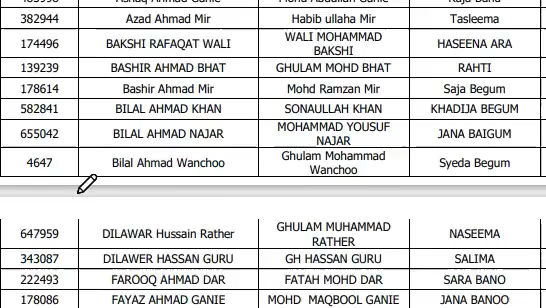 382944 Azad Ahmad Mir Habib ullaha Mir Tasleema
174496 BAKSHI RAFAQAT WALI WALI MOHAMMAD BAKSHI HASEENA ARA
139239 BASHIR AHMAD BHAT GHULAM MOHD BHAT RAHTI
178614 Bashir Ahmad Mir Mohd Ramzan Mir Saja Begum
582841 BILAL AHMAD KHAN SONAULLAH KHAN KHADIJA BEGUM
655042 BILAL AHMAD NAJAR MOHAMMAD YOUSUF NAJAR JANA BAIGUM
4647 Bilal Ahmad Wanchoo Ghulam Mohammad Wanchoo Syeda Begum
647959 DILAWAR Hussain Rather GHULAM MUHAMMAD RATHER NASEEMA
343087 DILAWER HASSAN GURU GH HASSAN GURU SALIMA
222493 FAROOQ AHMAD DAR FATAH MOHD DAR SARA BANO
178086 FAYAZ AHMAD GANIE MOHD MAQBOOL GANIE JANA BANOO